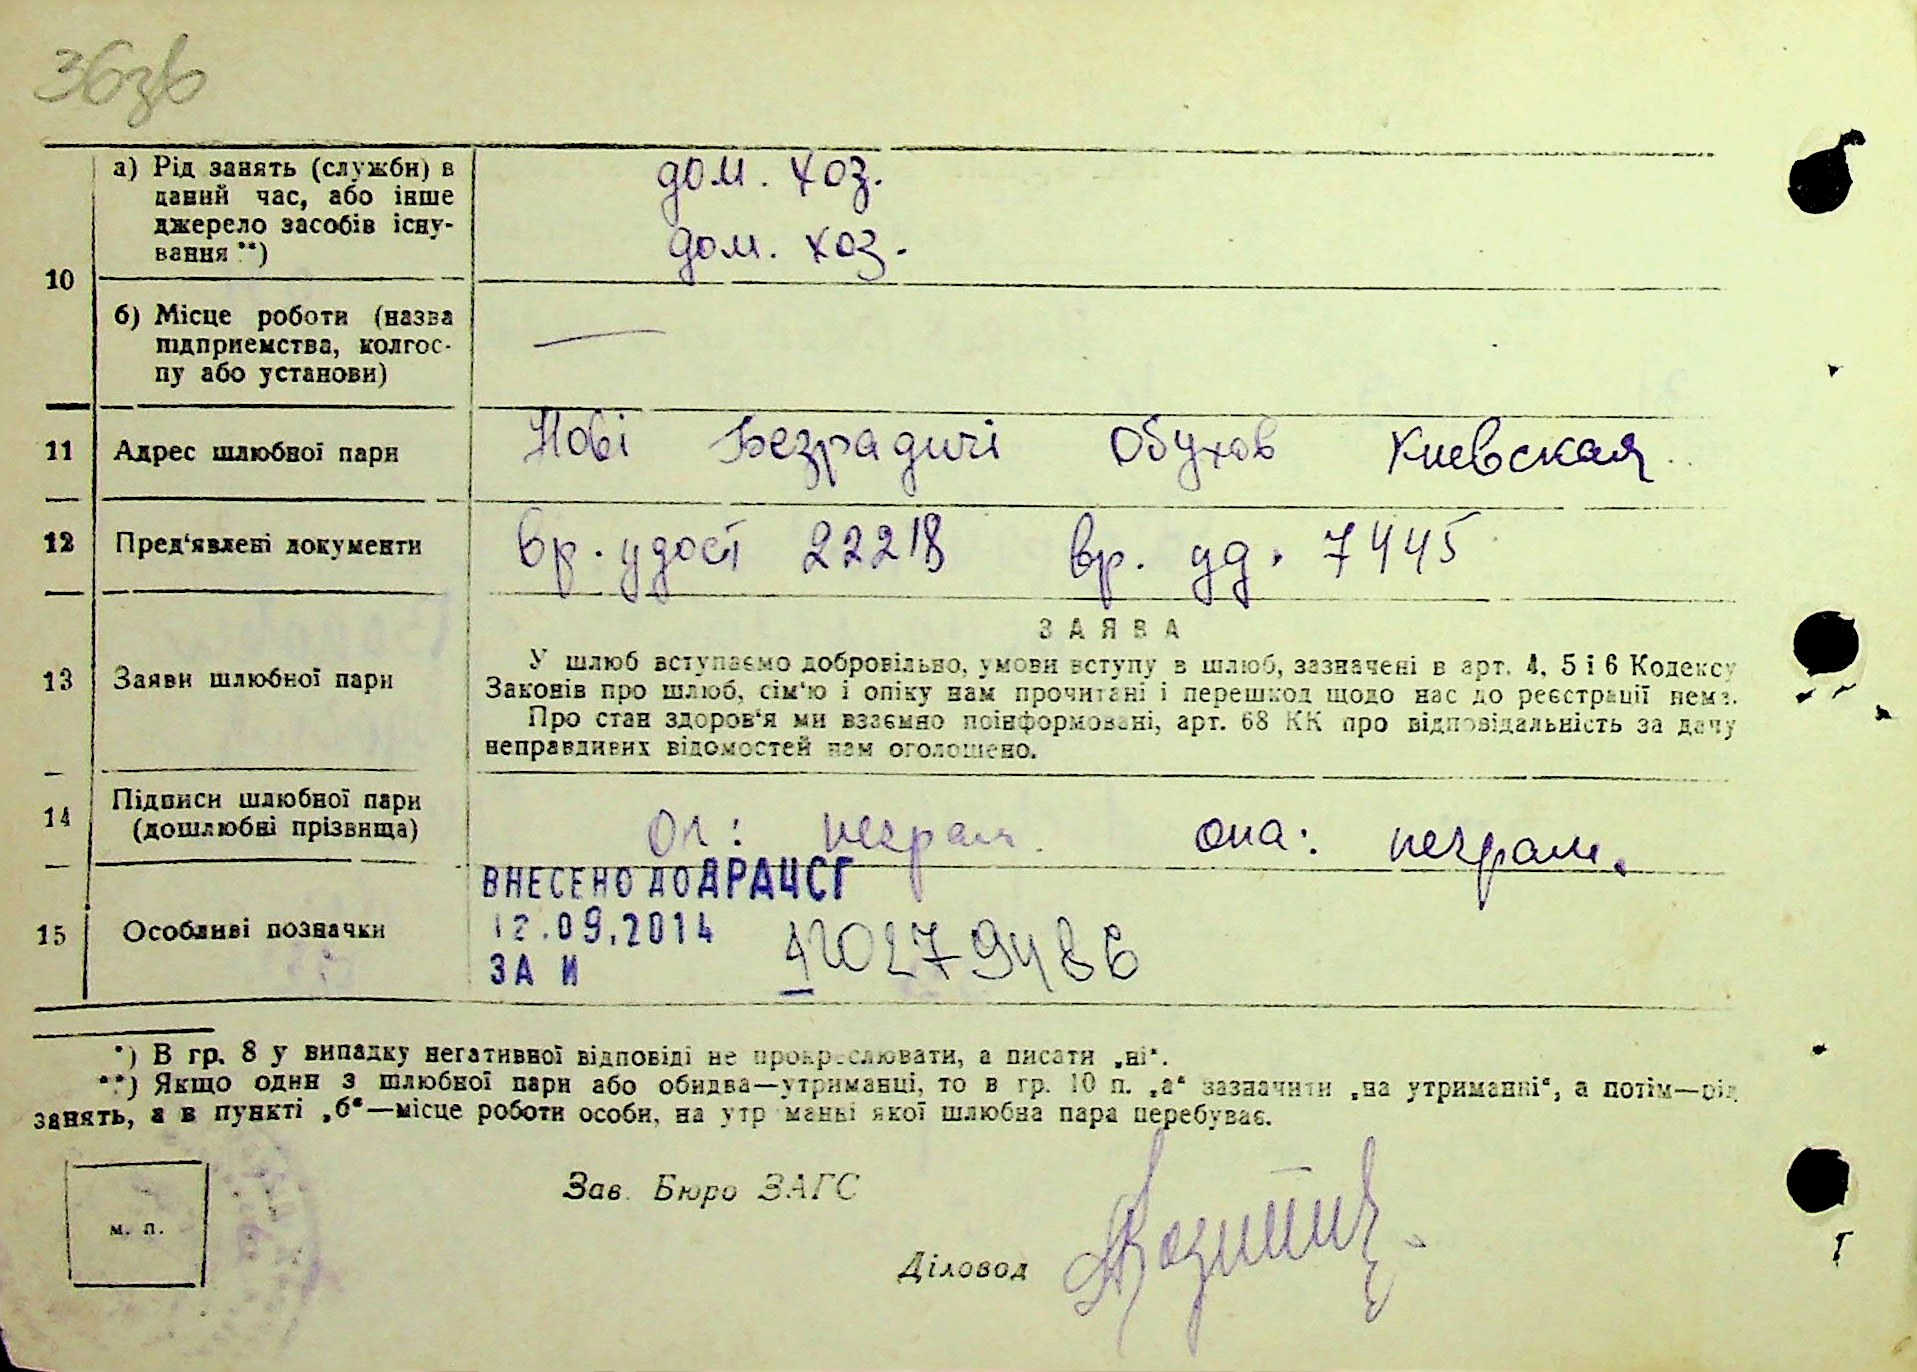 36зв
а) Рід занять (служби) в
даний час, або інше
джерело засобів існу-
вання **)
дом. хоз.
дом. хоз.
10
б) Місце роботи (назва
підприємства, колгос-
пу або установи)
—
11 Адрес шлюбної пари Нові Безрадичі Обухов Киевская
12 Пред'явлені документи вр. удост 22218 вр. уд. 7445
ЗАЯВА
13 Заяви шлюбної пари
У шлюб вступаємо добровільно, умови вступу в шлюб, зазначені в арт. 4, 5 і 6 Кодексу
Законів про шлюб, сім'ю і опіку нам прочитані і перешкод щодо нас до реєстрації нема.
Про стан здоров'я ми взаємно поінформовані, арт. 68 КК про відповідальність за дачу
неправдивих відомостей нам оголошено.
14 Підписи шлюбної пари
(дошлюбні прізвища)
он: неграм. она: неграм.
15 Особливі позначки
ВНЕСЕНО ДО ДРАЦСГ
12.09.2014
ЗА И
*) В гр. 8 у випадку негативної відповіді не прокреслювати, а писати „ні“.
**) Якщо один з шлюбної пари або обидва—утриманці, то в гр. 10 п. „а“ зазначити „на утриманні“, а потім—рід
занять, а в пункті „б“—місце роботи особи, на утриманні якої шлюбна пара перебуває.
м. п.
Зав. Бюро ЗАГС
Діловод